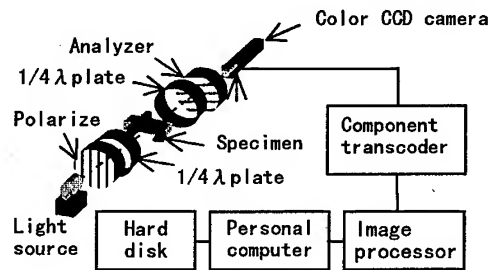 Color CCD camera
Analyzer
1/4λplate
Polarize
Specimen
1/4λplate
Component
transcoder
Light
source
Hard
disk
Personal
computer
Image
processor